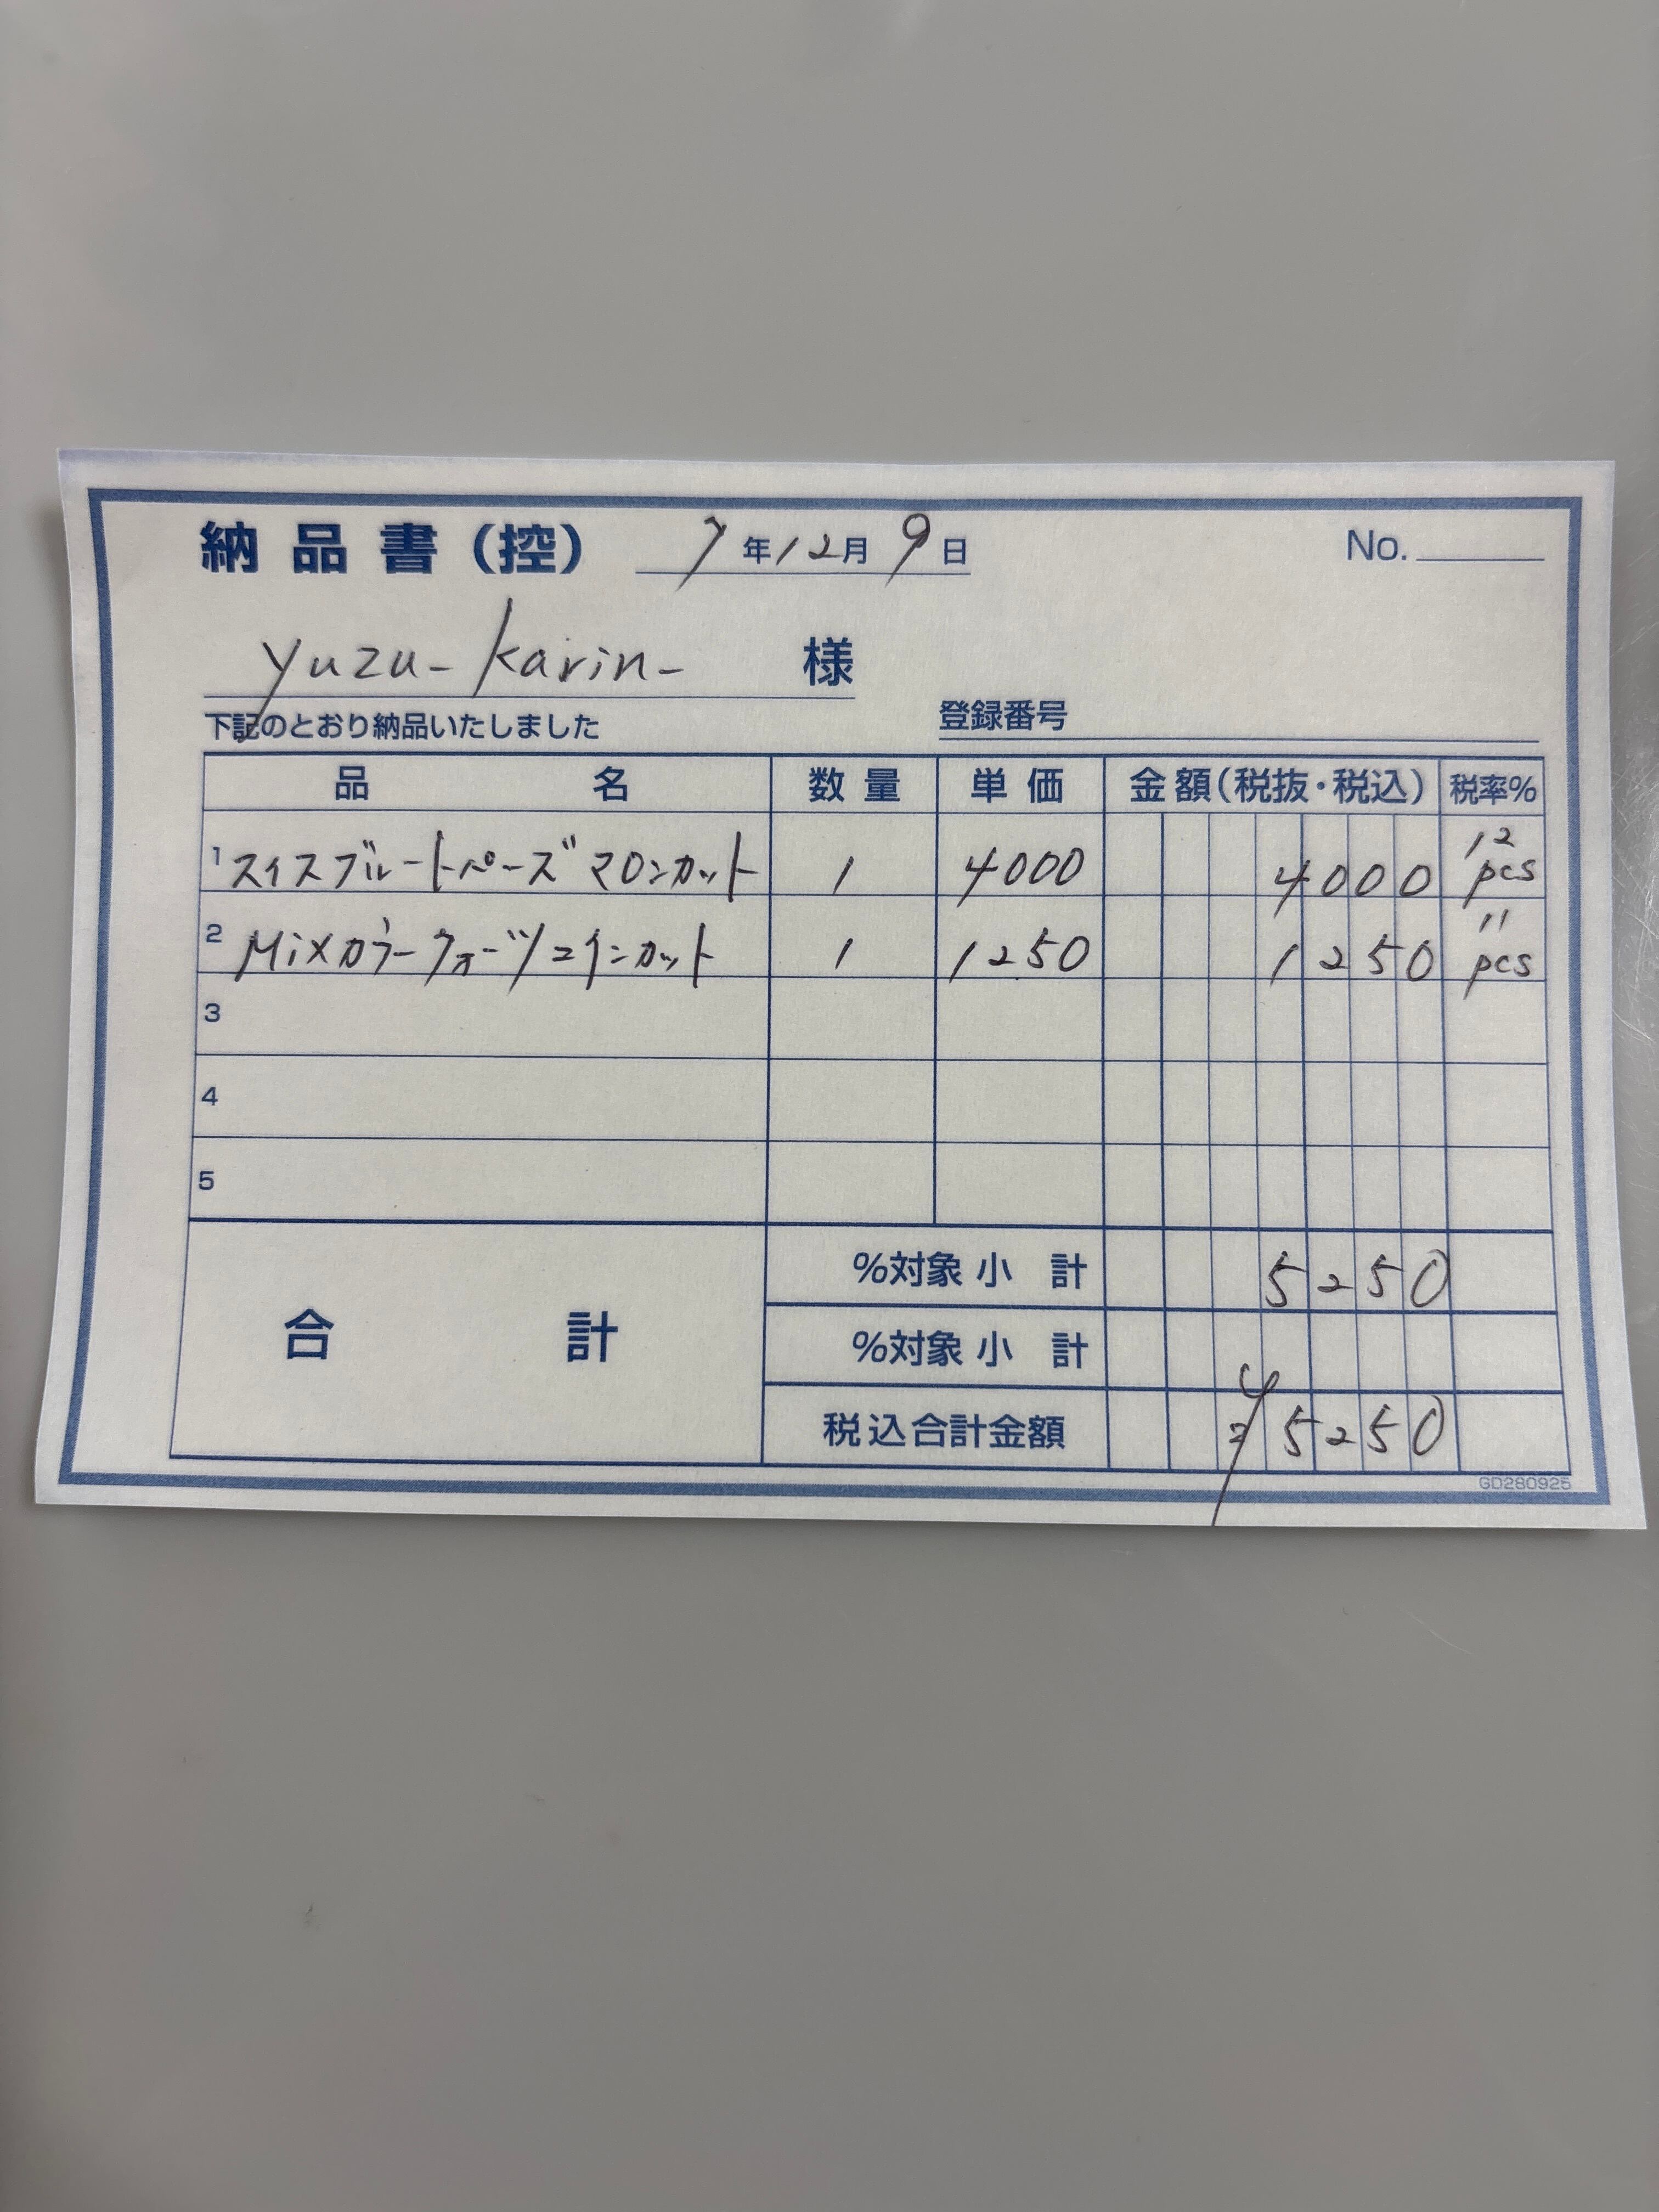 納品書（控） 7年12月9日 No.
yuzu-karin- 様
下記のとおり納品いたしました 登録番号
品名 数量 単価 金額（税抜・税込） 税率%
1 スイスブルートパーズ マロンカット 1 4000 4000 12 pcs
2 Mixカラークォーツコインカット 1 1250 1250 11 pcs
3
4
5
合計 %対象 小計 5250
%対象 小計
税込合計金額 ¥5250
GD280925